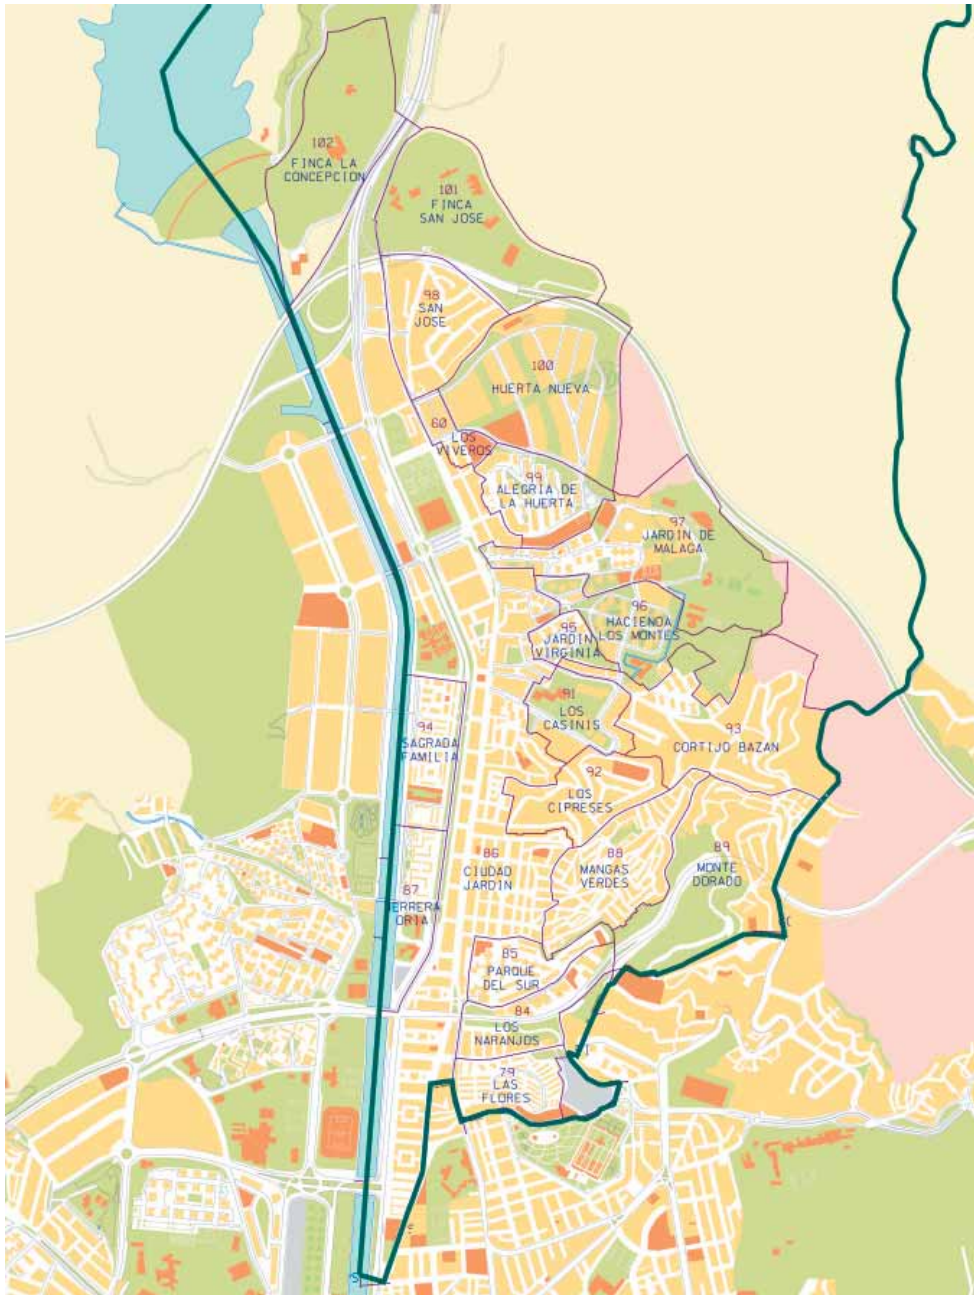 102
FINCA LA
CONCEPCION
101
FINCA
SAN JOSE
98
SAN
JOSE
100
HUERTA NUEVA
60
LOS
VIVEROS
99
ALEGRIA DE
LA HUERTA
97
JARDIN DE
MALAGA
96
HACIENDA
LOS MONTES
95
JARDIN
VIRGINIA
91
LOS
CASINIS
94
SAGRADA
FAMILIA
93
CORTIJO BAZAN
92
LOS
CIPRESES
86
CIUDAD
JARDIN
88
MANGAS
VERDES
89
MONTE
DORADO
87
ERRERA
ORIA
85
PARQUE
DEL SUR
84
LOS
NARANJOS
79
LAS
FLORES